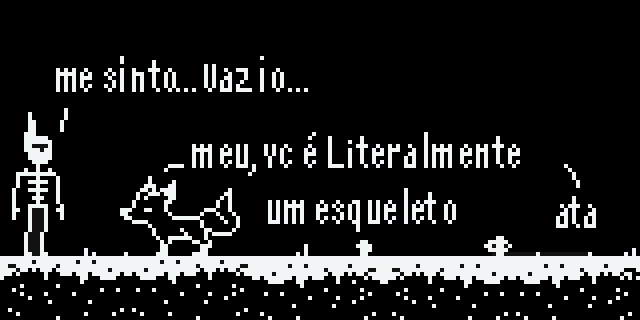 me sinto... Vazio...
meu, vc é Literalmente
um esqueleto
ata